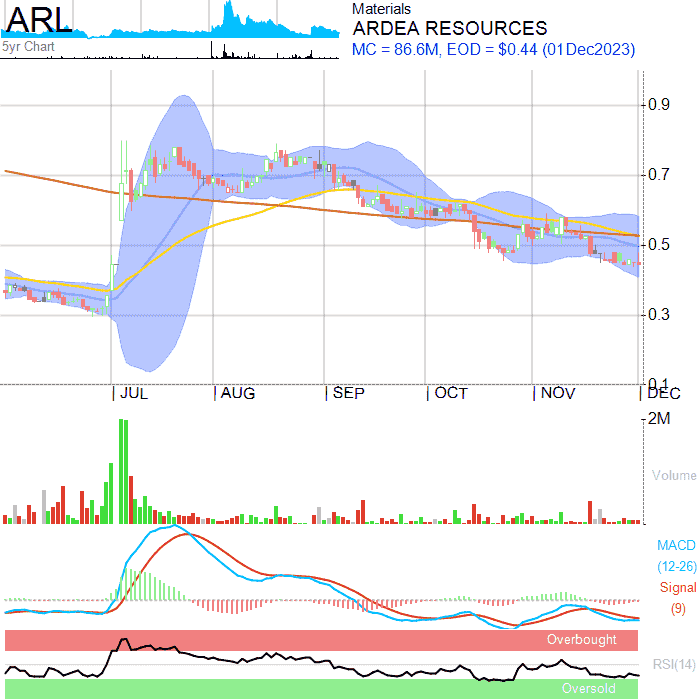 ARL
5yr Chart
Materials
ARDEA RESOURCES
MC = 86.6M, EOD = $0.44 (01Dec2023)
0.9
0.7
0.5
0.3
0.1
| JUL | AUG | SEP | OCT | NOV | DEC
2M
Volume
MACD
(12-26)
Signal
(9)
Overbought
RSI(14)
Oversold